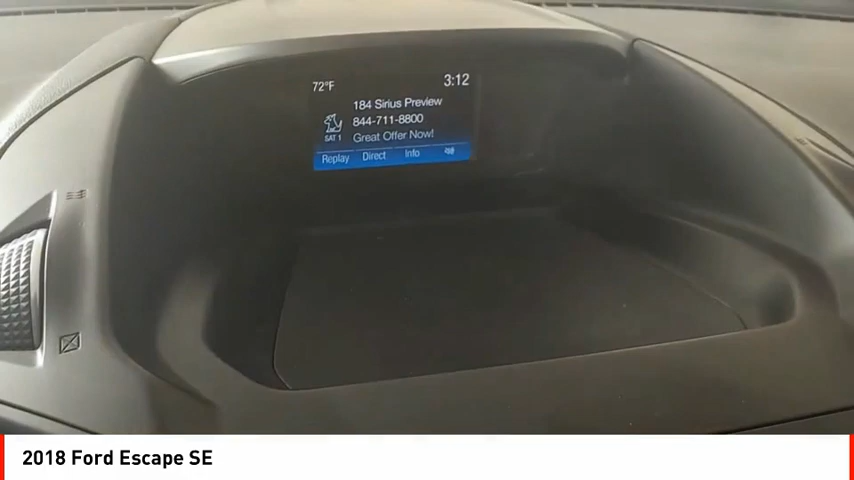 72°F
3:12
184 Sirius Preview
844-711-8800
SAT 1
Great Offer Now!
Replay Direct Info
2018 Ford Escape SE